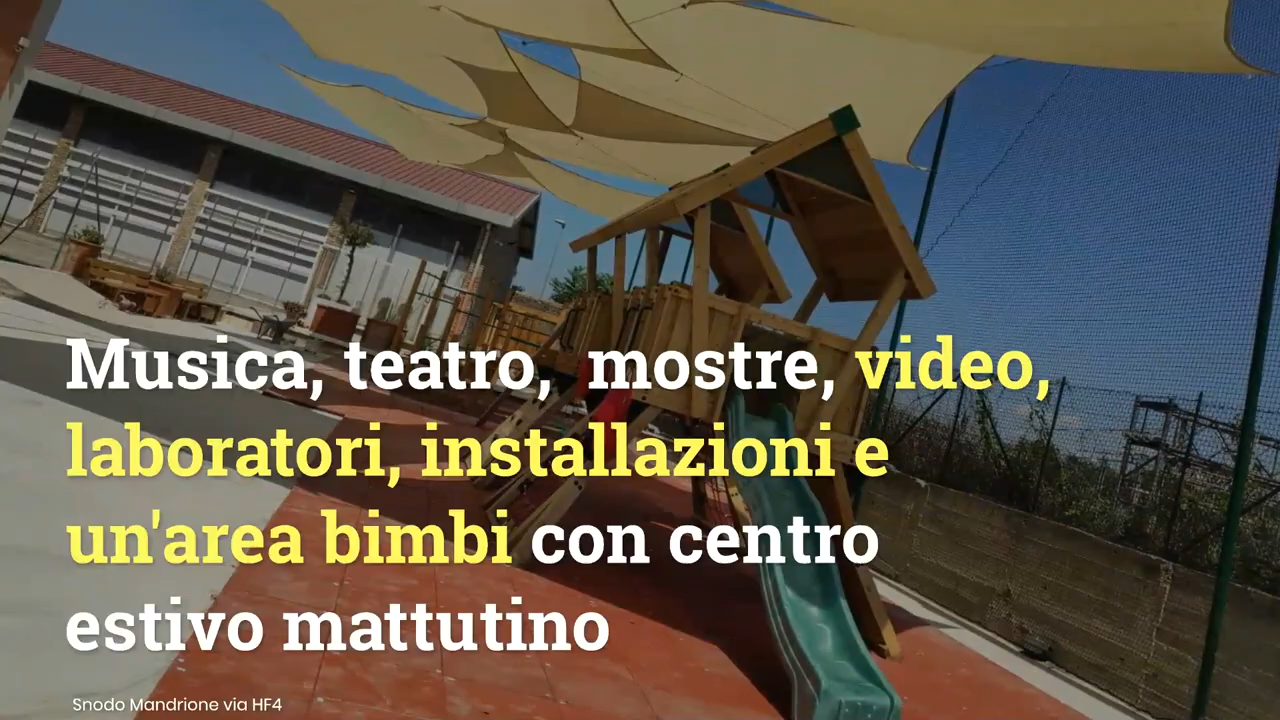 Musica, teatro, mostre, video,
laboratori, installazioni e
un'area bimbi con centro
estivo mattutino
Snodo Mandrione via HF4